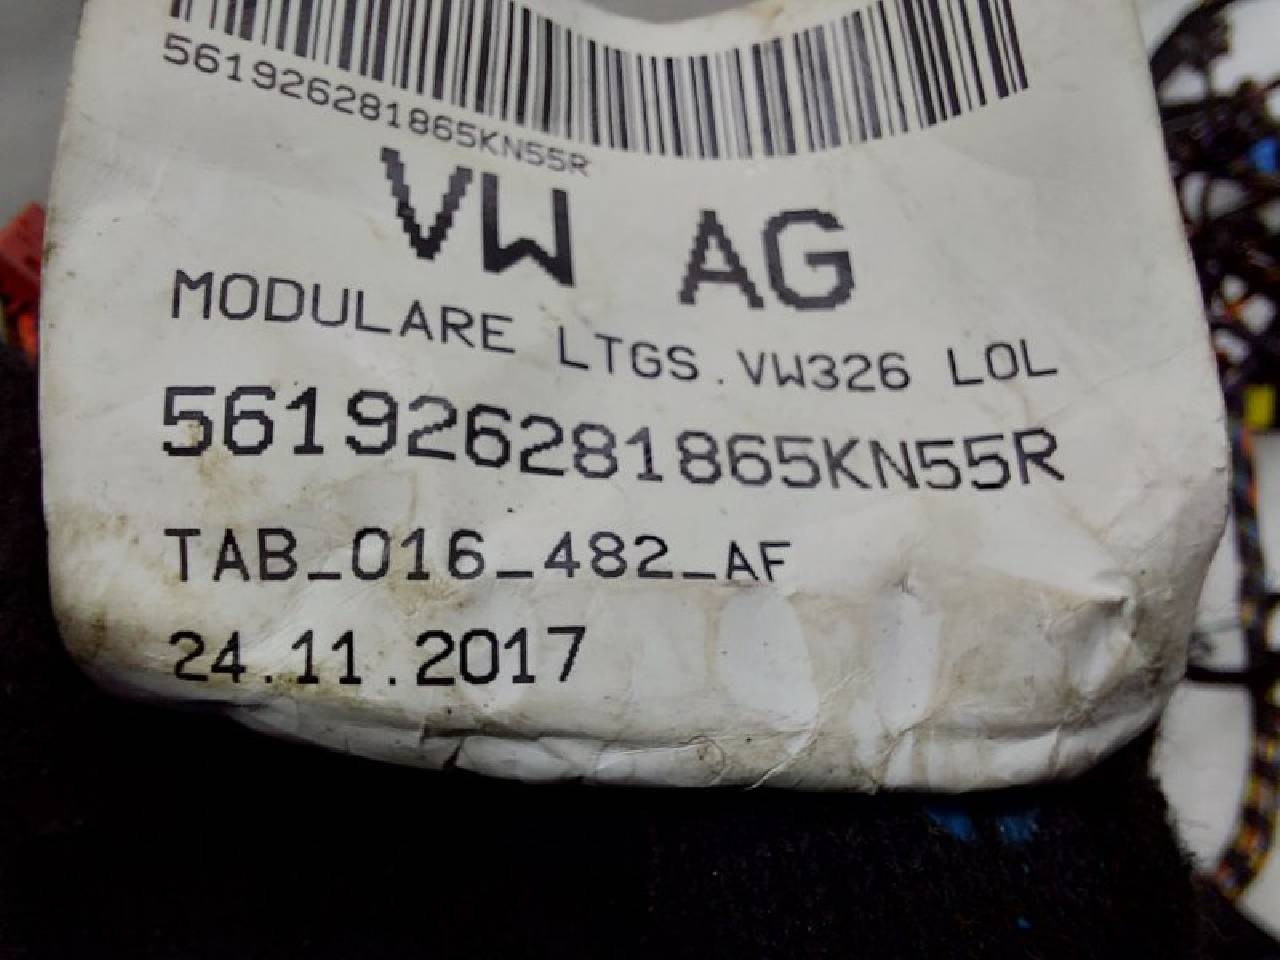 561926281865KN55R
VW AG
MODULARE LTGS.VW326 LOL
561926281865KN55R
TAB_016_482_AF
24.11.2017